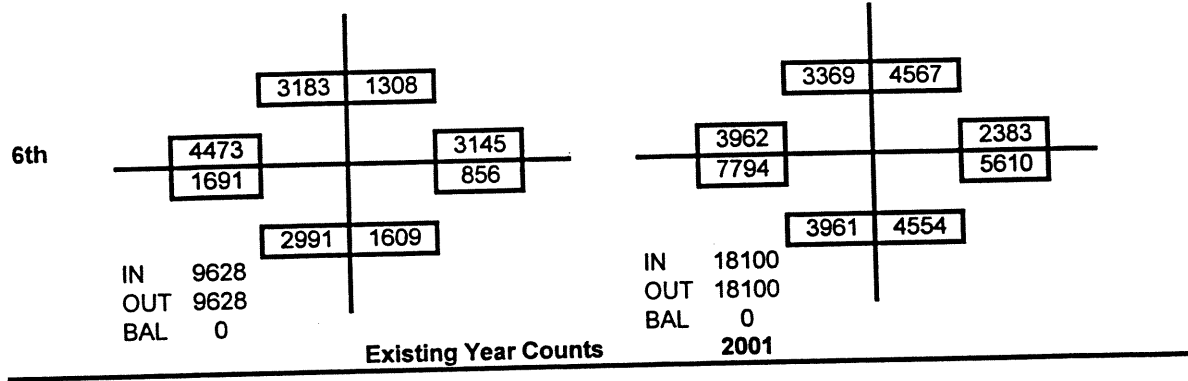 3183 1308 3369 4567
4473 3145 3962 2383
6th
1691 856 7794 5610
2991 1609 3961 4554
IN 9628 IN 18100
OUT 9628 OUT 18100
BAL 0 BAL 0
Existing Year Counts 2001